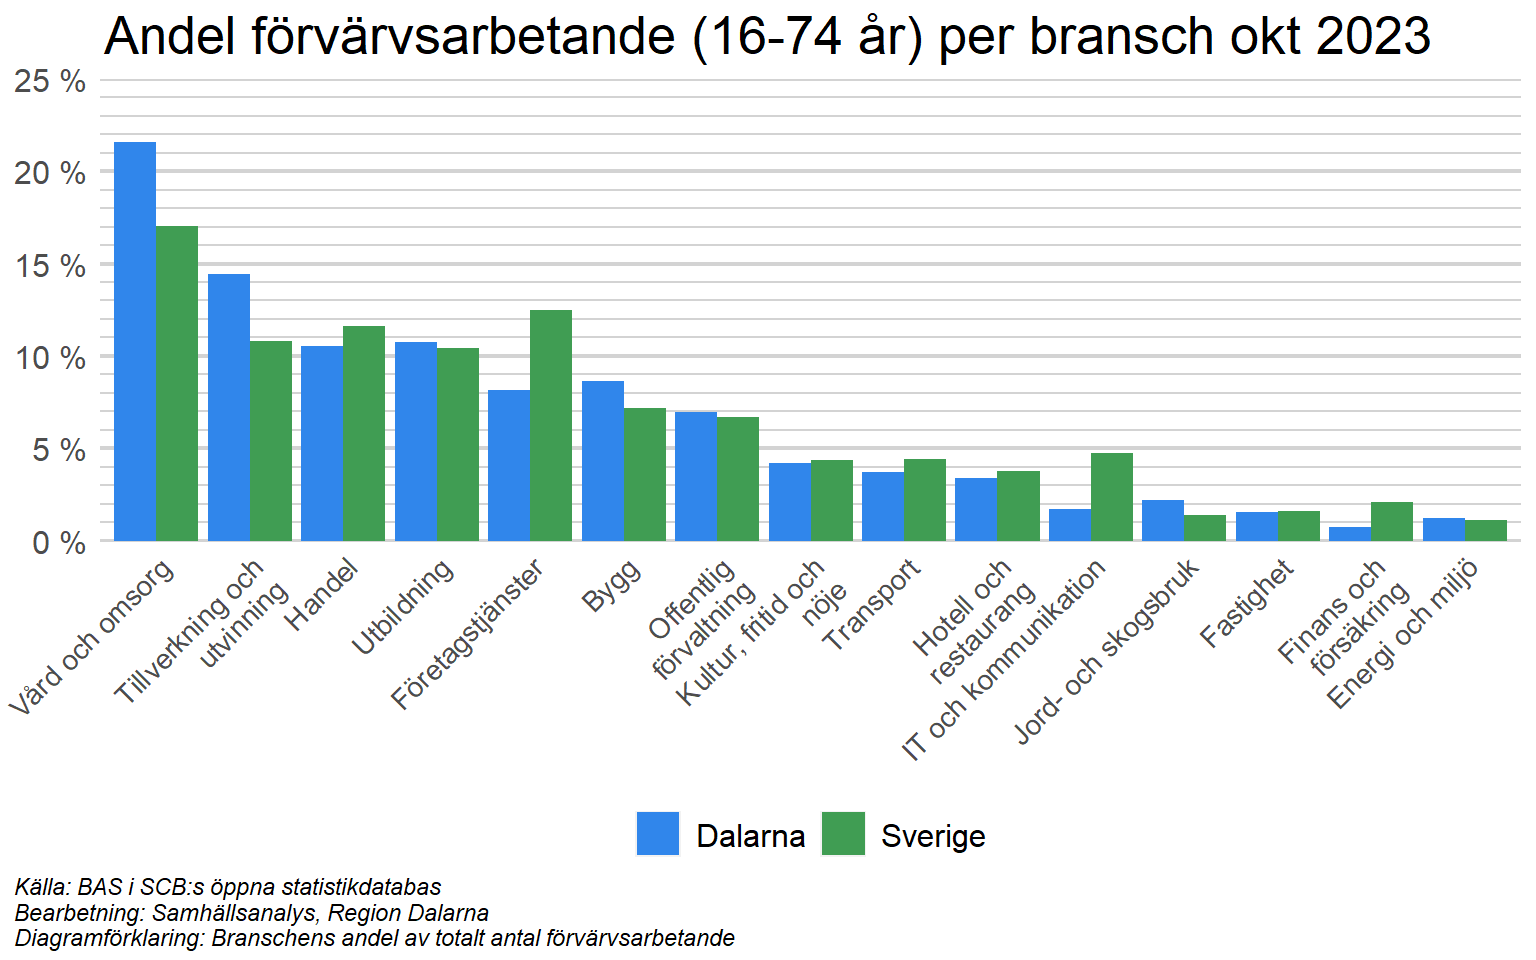 Andel förvärvsarbetande (16-74 år) per bransch okt 2023
25 %
20 %
15 %
10 %
5 %
0 %
Vård och omsorg
Tillverkning och
utvinning
Handel
Utbildning
Företagstjänster
Bygg
Offentlig
förvaltning
Kultur, fritid och
nöje
Transport
Hotell och
restaurang
IT och kommunikation
Jord- och skogsbruk
Fastighet
Finans och
försäkring
Energi och miljö
Dalarna
Sverige
Källa: BAS i SCB:s öppna statistikdatabas
Bearbetning: Samhällsanalys, Region Dalarna
Diagramförklaring: Branschens andel av totalt antal förvärvsarbetande